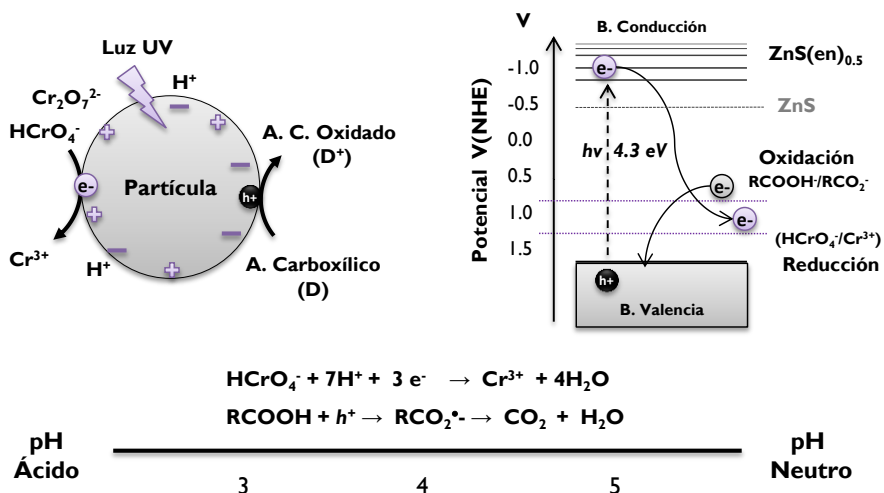 Luz UV
H⁺
Cr₂O₇²⁻
HCrO₄⁻
A. C. Oxidado
(D⁺)
e-
Partícula
h+
Cr³⁺
H⁺
A. Carboxílico
(D)
V
B. Conducción
ZnS(en)₀.₅
e-
-1.0
-0.5
ZnS
0.0
hv 4.3 eV
Oxidación
0.5
e-
RCOOH⁻/RCO₂⁻
1.0
e-
(HCrO₄⁻/Cr³⁺)
1.5
Reducción
Potencial V(NHE)
h+
B. Valencia
HCrO₄⁻ + 7H⁺ + 3 e⁻ → Cr³⁺ + 4H₂O
RCOOH + h⁺ → RCO₂•- → CO₂ + H₂O
pH
Ácido
pH
Neutro
3 4 5